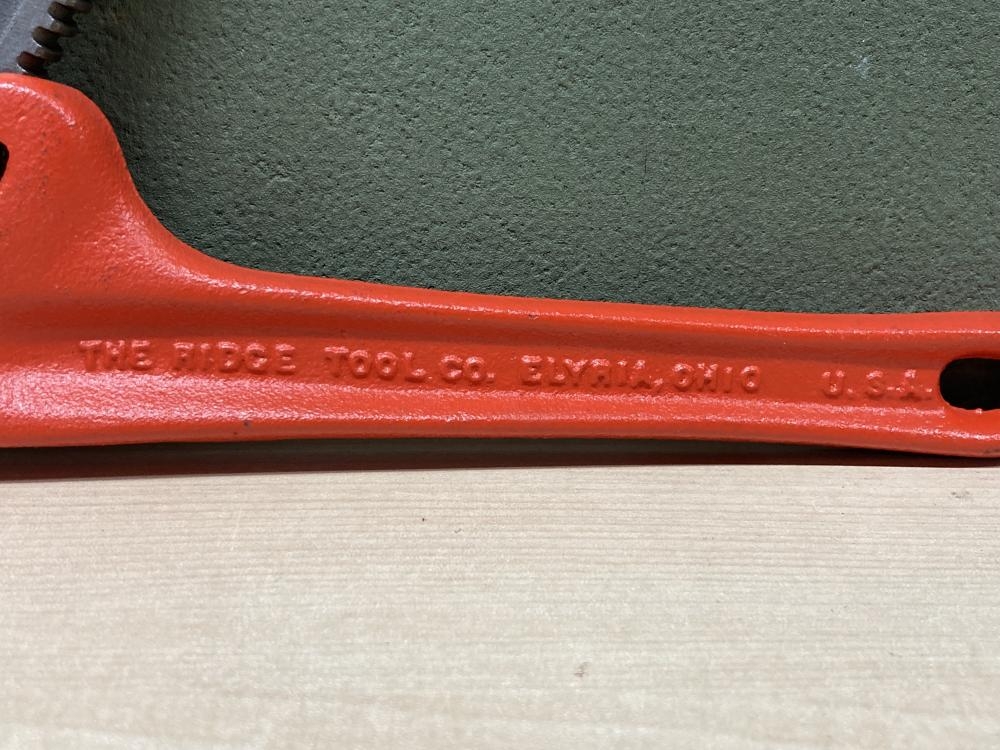 THE RIDGE TOOL CO. ELYRIA, OHIO U.S.A.